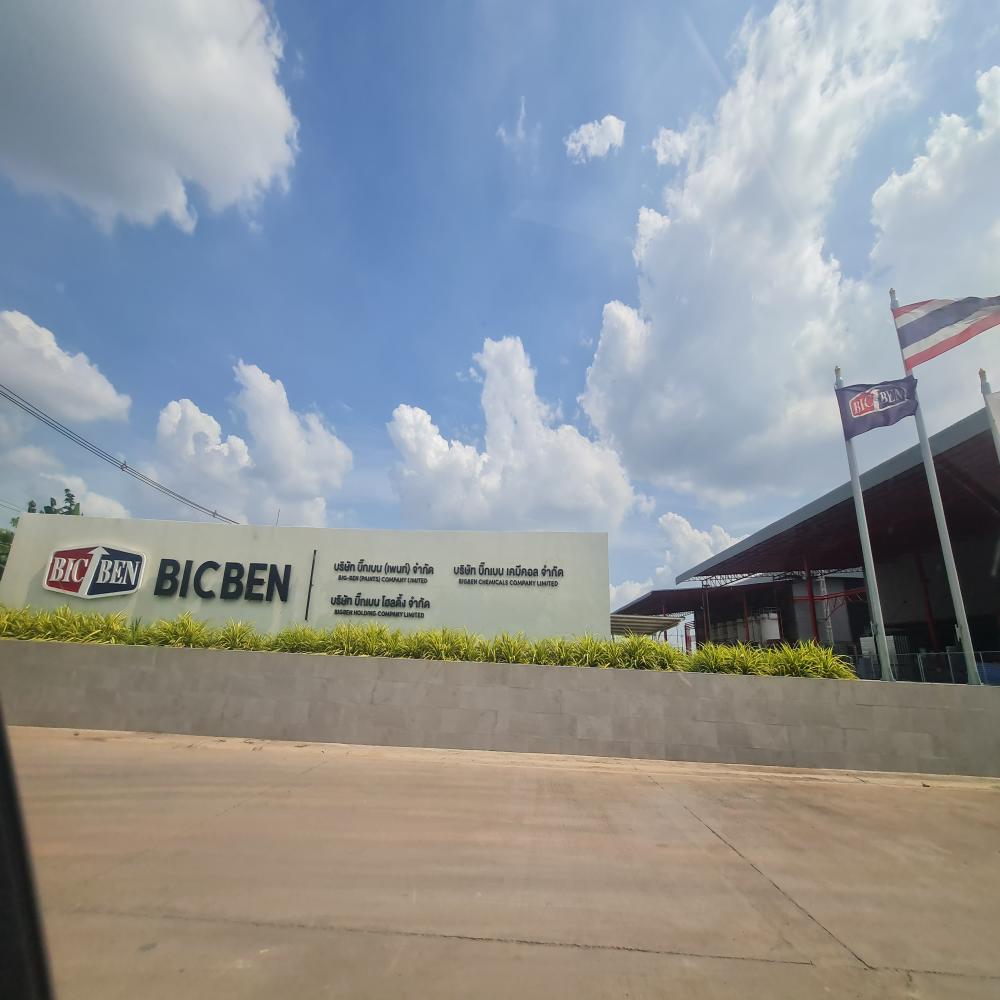 BIC BEN
BICBEN
บริษัท บิ๊กเบน (เพนท์) จำกัด
BIG-BEN (PAINTS) COMPANY LIMITED
บริษัท บิ๊กเบน เคมีคอล จำกัด
BIGBEN CHEMICALS COMPANY LIMITED
บริษัท บิ๊กเบน โฮลดิ้ง จำกัด
BIGBEN HOLDING COMPANY LIMITED
BIC BEN